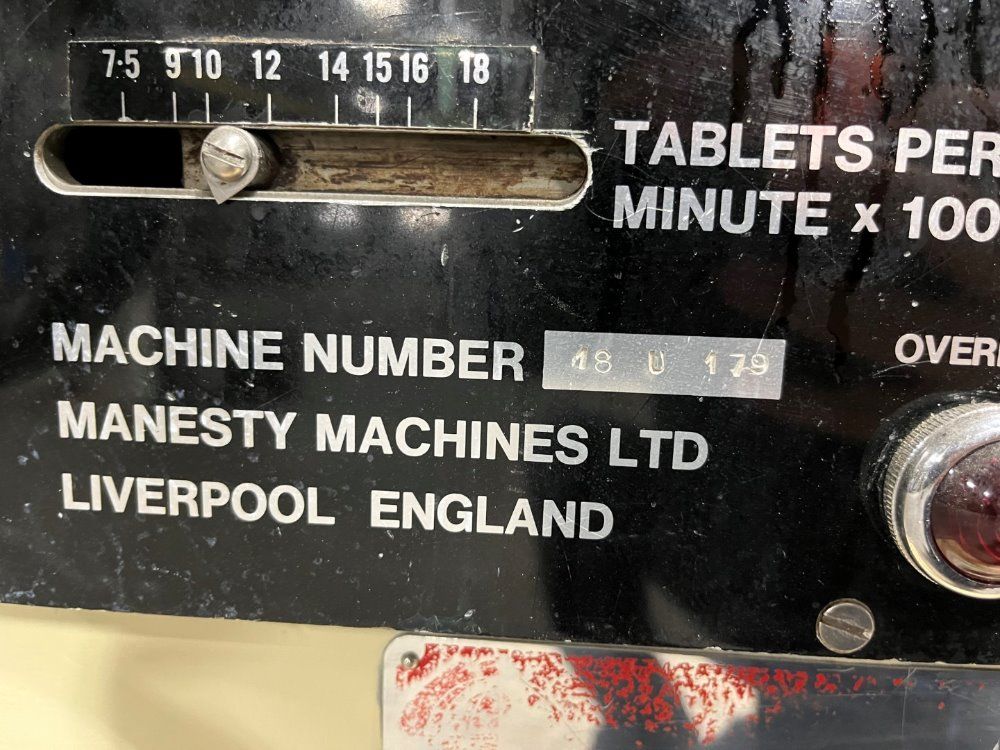 7·5 9 10 12 14 15 16 18
TABLETS PER
MINUTE x 100
MACHINE NUMBER 48 U 179
MANESTY MACHINES LTD
LIVERPOOL ENGLAND